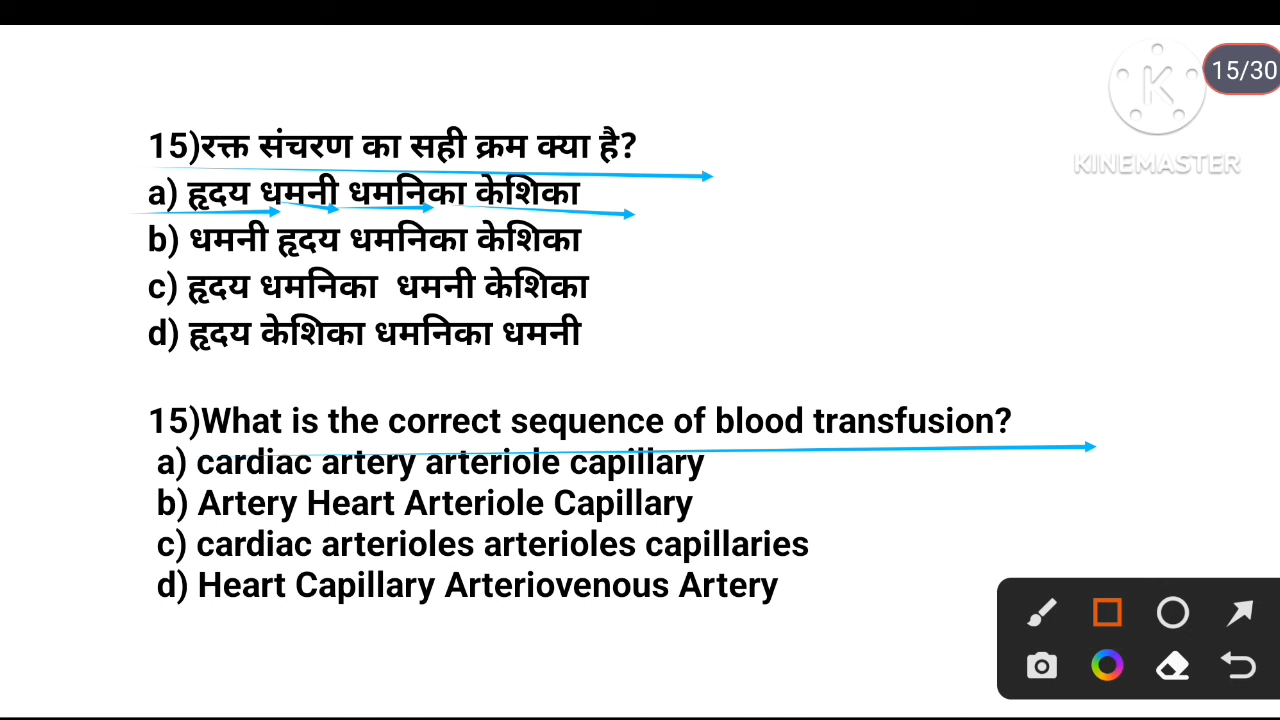 15/30
KINEMASTER
15)रक्त संचरण का सही क्रम क्या है?
a) हृदय धमनी धमनिका केशिका
b) धमनी हृदय धमनिका केशिका
c) हृदय धमनिका धमनी केशिका
d) हृदय केशिका धमनिका धमनी
15)What is the correct sequence of blood transfusion?
a) cardiac artery arteriole capillary
b) Artery Heart Arteriole Capillary
c) cardiac arterioles arterioles capillaries
d) Heart Capillary Arteriovenous Artery